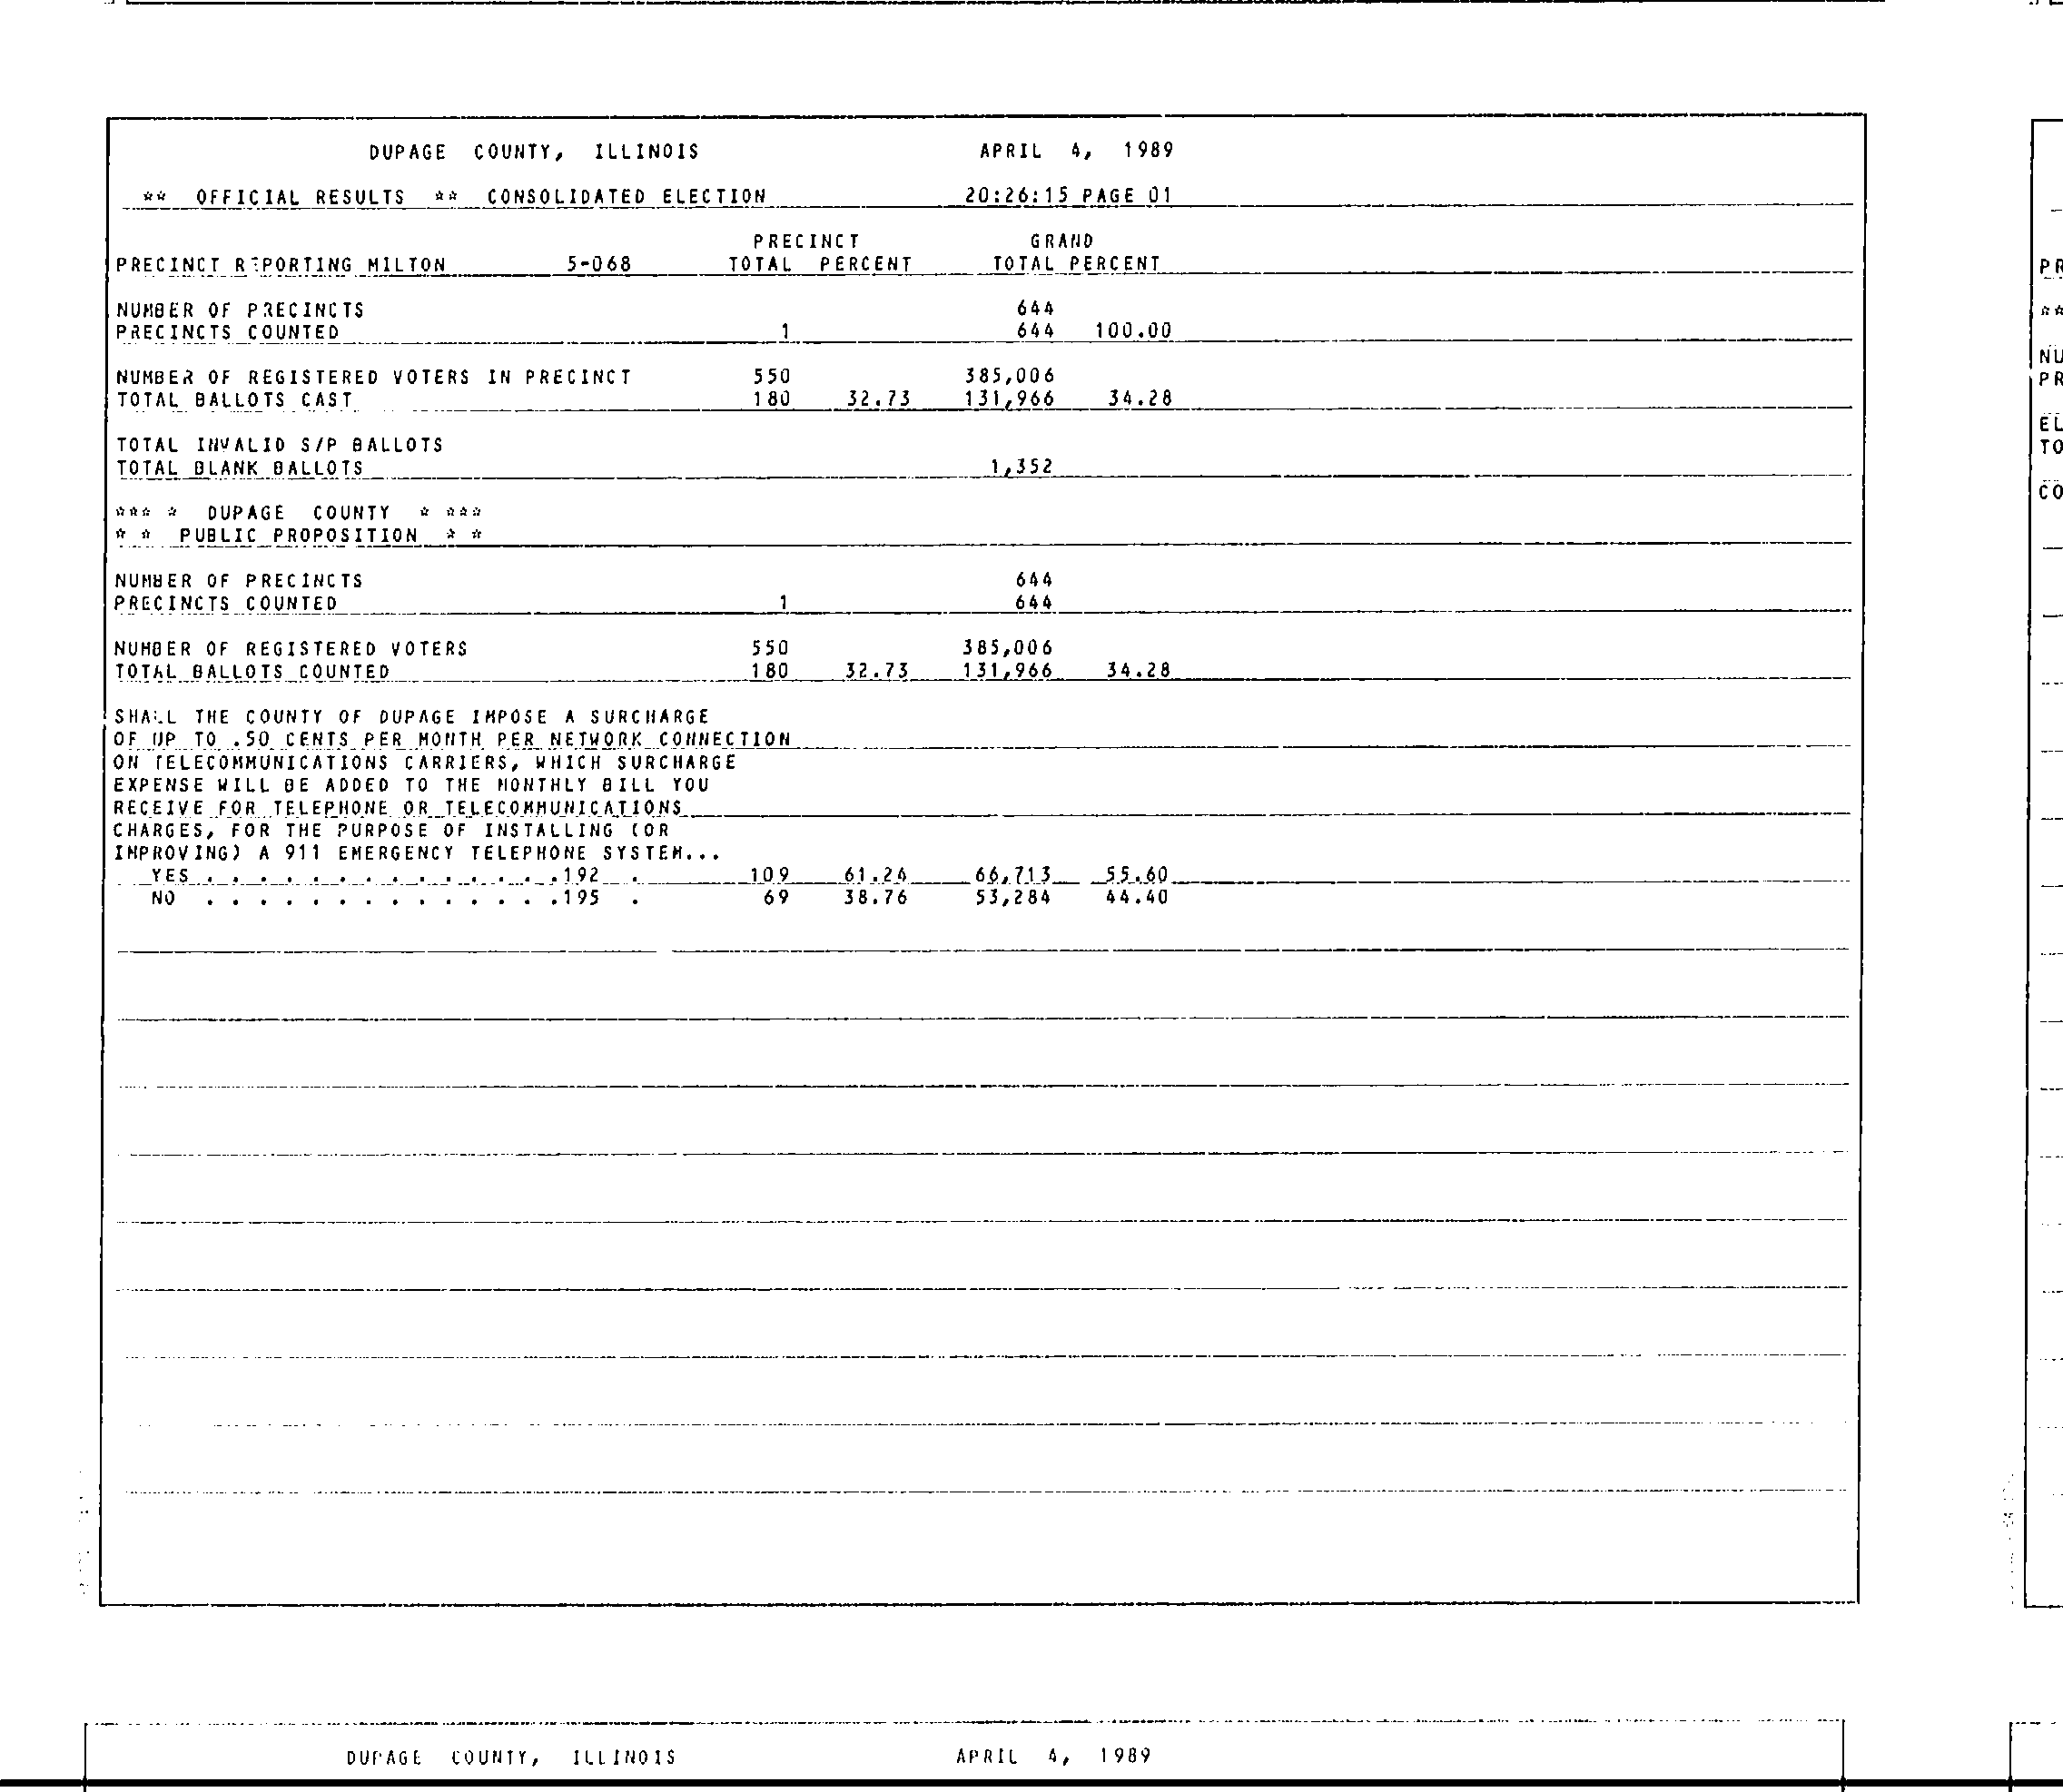 DUPAGE COUNTY, ILLINOIS APRIL 4, 1989
** OFFICIAL RESULTS ** CONSOLIDATED ELECTION 20:26:15 PAGE 01
PRECINCT GRAND
PRECINCT REPORTING MILTON 5-068 TOTAL PERCENT TOTAL PERCENT
NUMBER OF PRECINCTS 644
PRECINCTS COUNTED 1 644 100.00
NUMBER OF REGISTERED VOTERS IN PRECINCT 550 385,006
TOTAL BALLOTS CAST 180 32.73 131,966 34.28
TOTAL INVALID S/P BALLOTS
TOTAL BLANK BALLOTS 1,352
*** * DUPAGE COUNTY * ***
* * PUBLIC PROPOSITION * *
NUMBER OF PRECINCTS 644
PRECINCTS COUNTED 1 644
NUMBER OF REGISTERED VOTERS 550 385,006
TOTAL BALLOTS COUNTED 180 32.73 131,966 34.28
SHALL THE COUNTY OF DUPAGE IMPOSE A SURCHARGE
OF UP TO .50 CENTS PER MONTH PER NETWORK CONNECTION
ON TELECOMMUNICATIONS CARRIERS, WHICH SURCHARGE
EXPENSE WILL BE ADDED TO THE MONTHLY BILL YOU
RECEIVE FOR TELEPHONE OR TELECOMMUNICATIONS
CHARGES, FOR THE PURPOSE OF INSTALLING (OR
IMPROVING) A 911 EMERGENCY TELEPHONE SYSTEM...
YES . . . . . . . . . . . . . .192 . 109 61.24 66,713 55.60
NO . . . . . . . . . . . . . .195 . 69 38.76 53,284 44.40
DUPAGE COUNTY, ILLINOIS APRIL 4, 1989
PR
**
NU
PR
EL
TO
CO